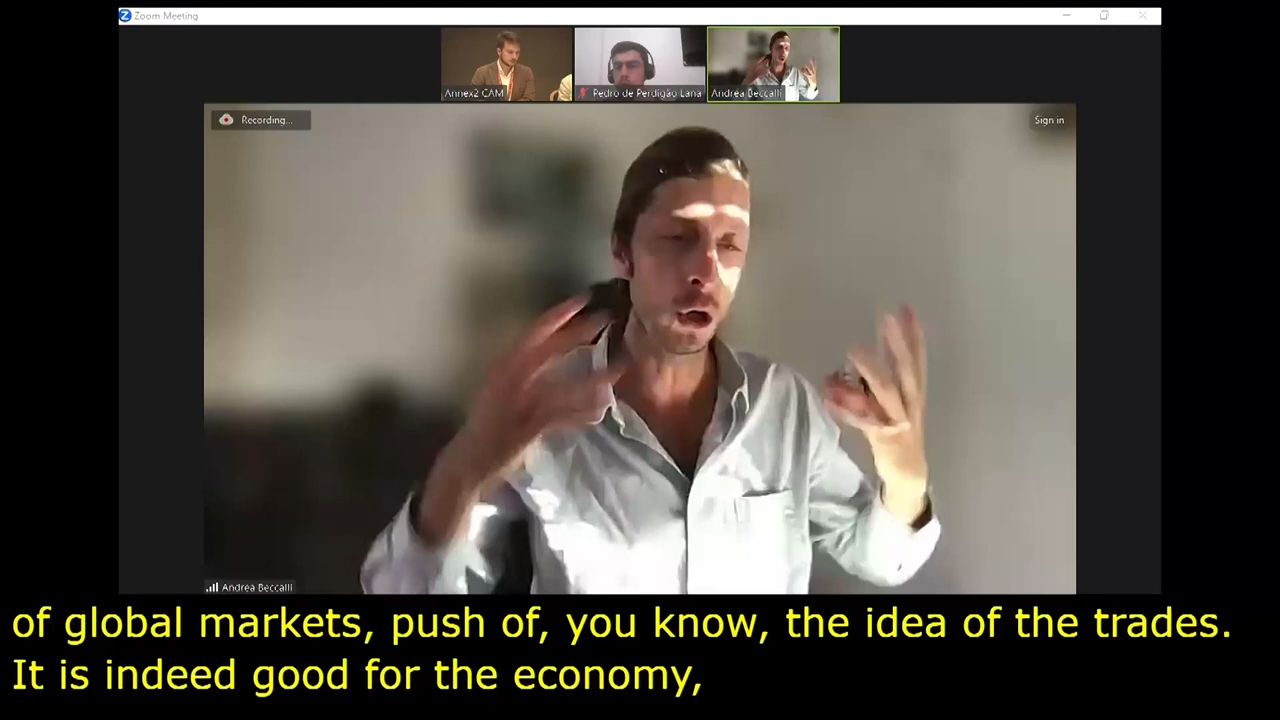 Zoom Meeting
Annex2 CAM
Pedro de Perdigão Lana
Andrea Beccalli
Recording...
Sign in
Andrea Beccalli
of global markets, push of, you know, the idea of the trades.
It is indeed good for the economy,